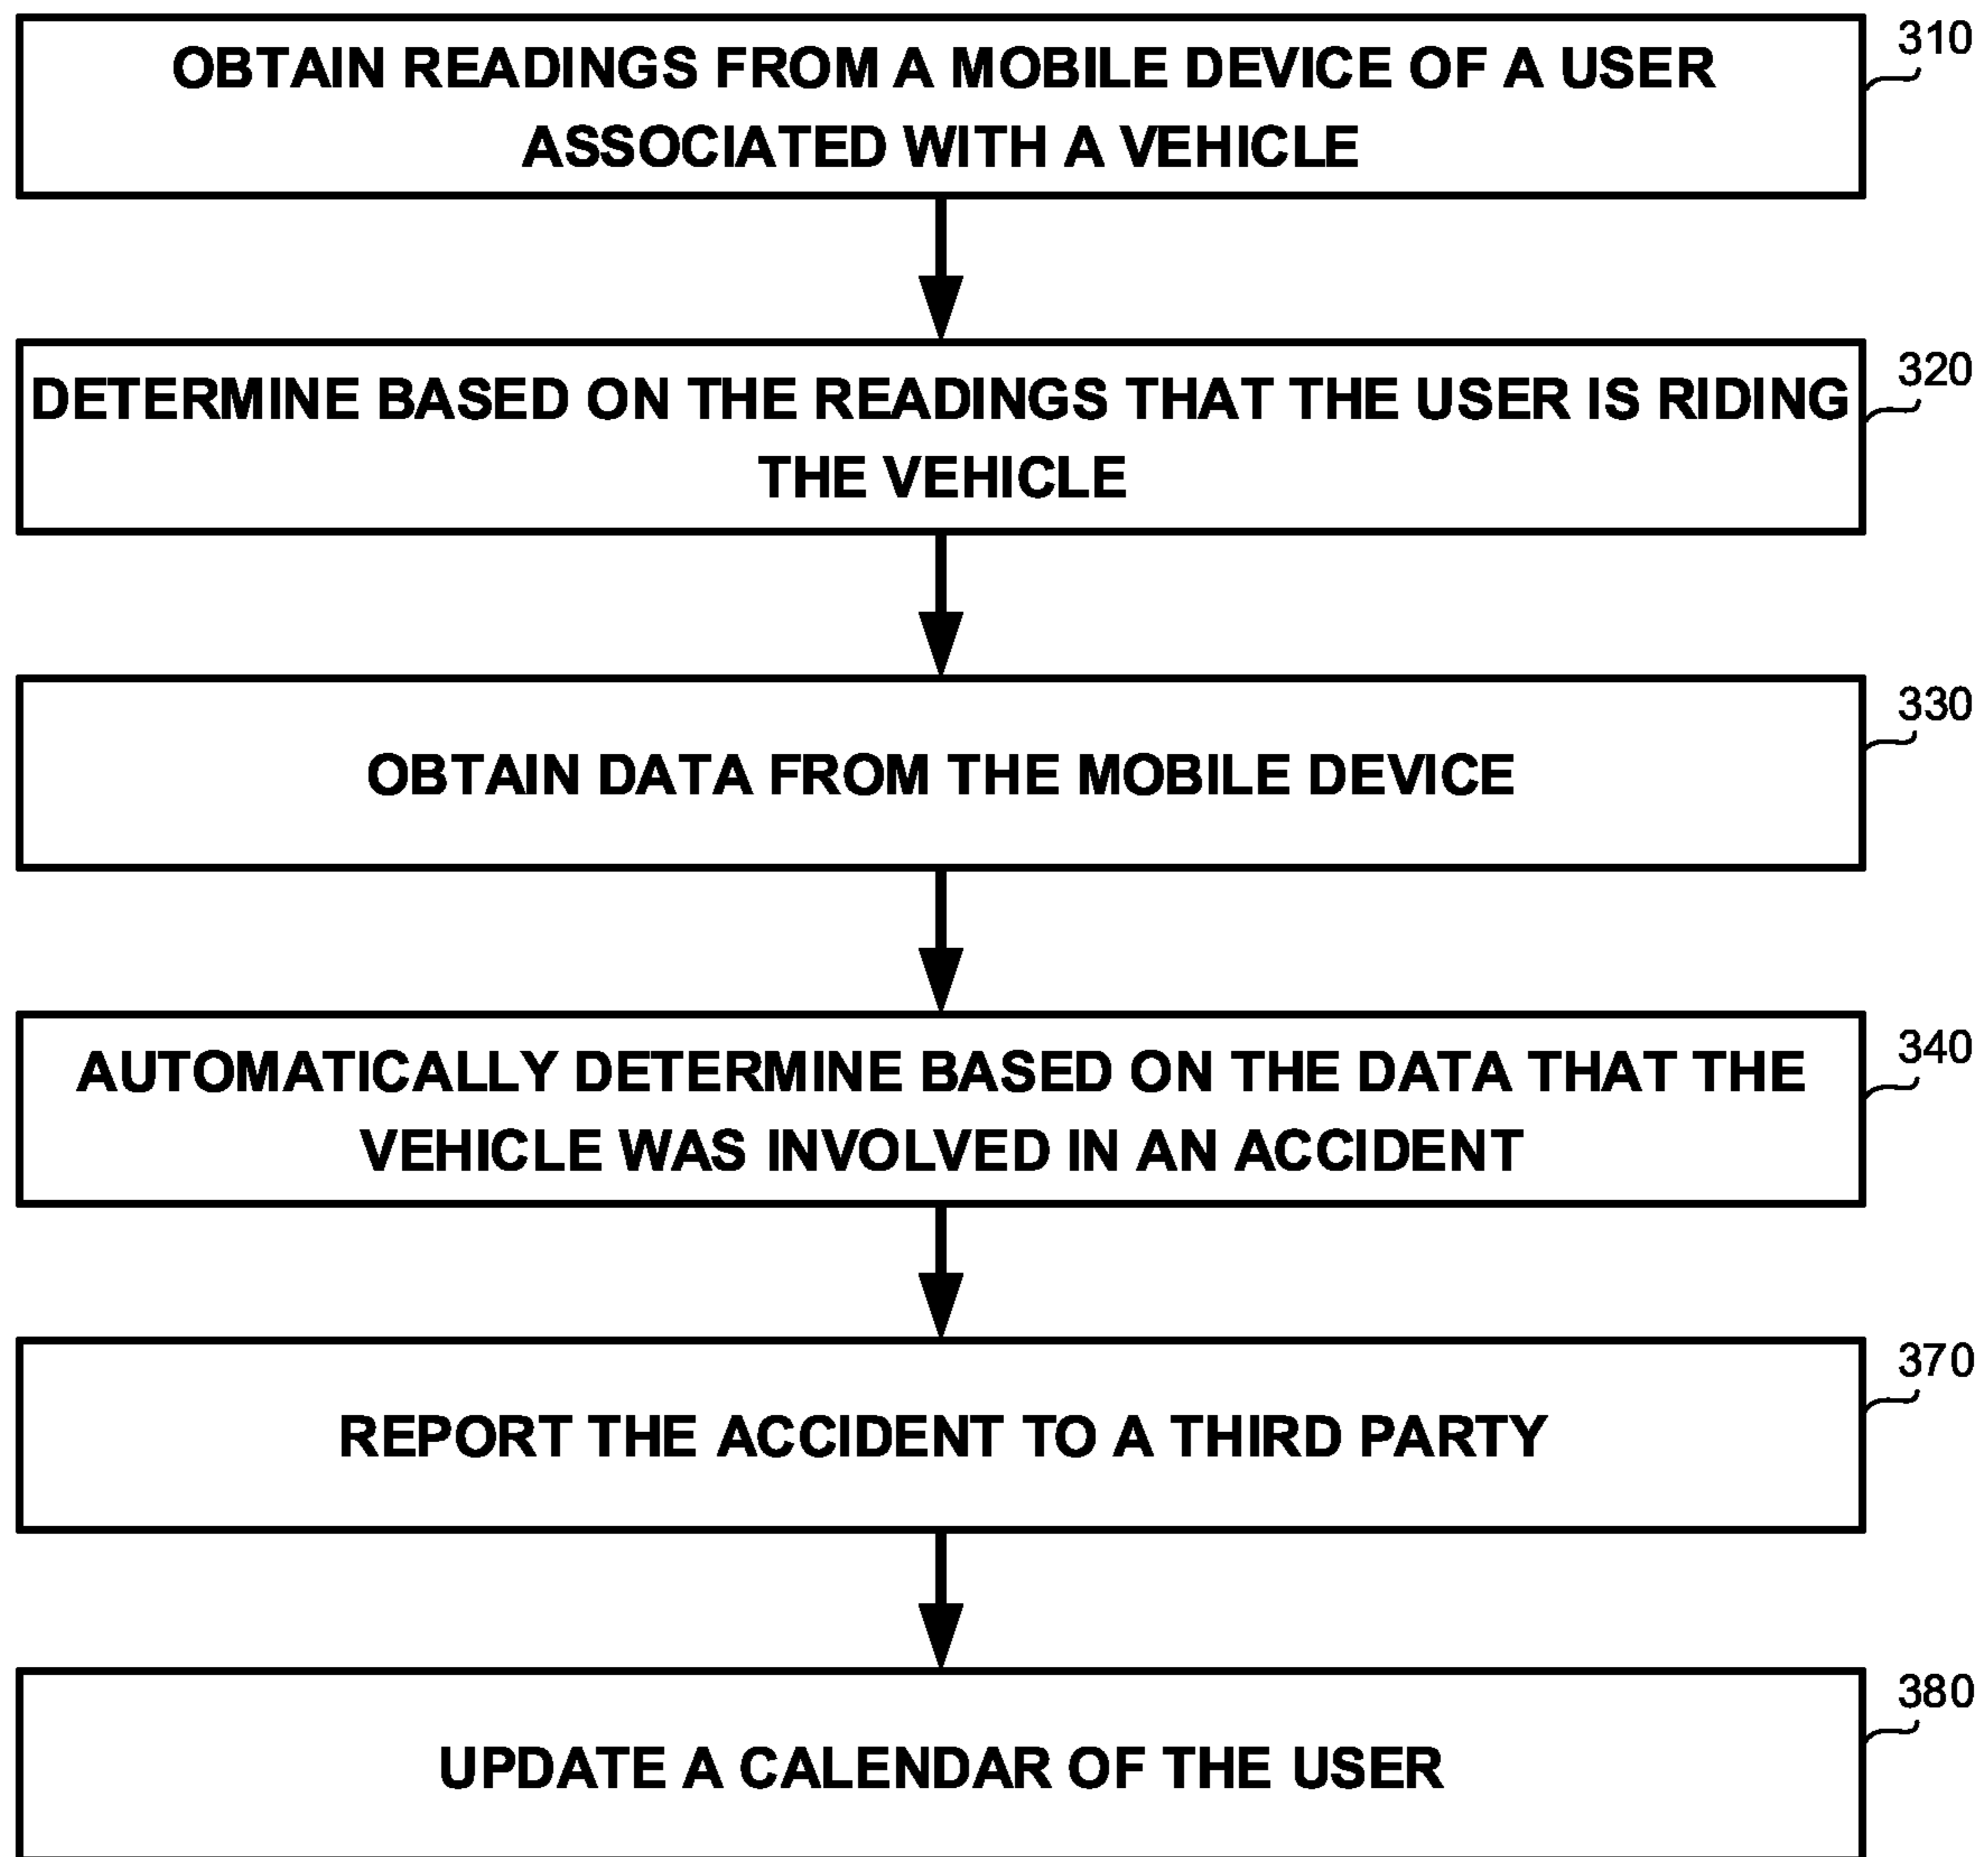 OBTAIN READINGS FROM A MOBILE DEVICE OF A USER
ASSOCIATED WITH A VEHICLE
310
DETERMINE BASED ON THE READINGS THAT THE USER IS RIDING
THE VEHICLE
320
OBTAIN DATA FROM THE MOBILE DEVICE
330
AUTOMATICALLY DETERMINE BASED ON THE DATA THAT THE
VEHICLE WAS INVOLVED IN AN ACCIDENT
340
REPORT THE ACCIDENT TO A THIRD PARTY
370
UPDATE A CALENDAR OF THE USER
380